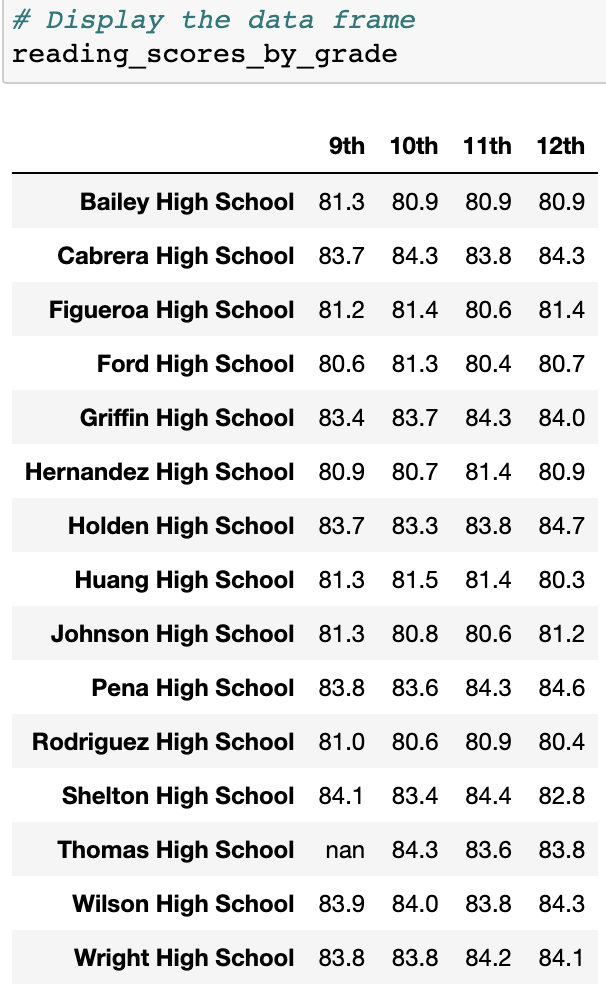 # Display the data frame
reading_scores_by_grade
9th 10th 11th 12th
Bailey High School 81.3 80.9 80.9 80.9
Cabrera High School 83.7 84.3 83.8 84.3
Figueroa High School 81.2 81.4 80.6 81.4
Ford High School 80.6 81.3 80.4 80.7
Griffin High School 83.4 83.7 84.3 84.0
Hernandez High School 80.9 80.7 81.4 80.9
Holden High School 83.7 83.3 83.8 84.7
Huang High School 81.3 81.5 81.4 80.3
Johnson High School 81.3 80.8 80.6 81.2
Pena High School 83.8 83.6 84.3 84.6
Rodriguez High School 81.0 80.6 80.9 80.4
Shelton High School 84.1 83.4 84.4 82.8
Thomas High School nan 84.3 83.6 83.8
Wilson High School 83.9 84.0 83.8 84.3
Wright High School 83.8 83.8 84.2 84.1